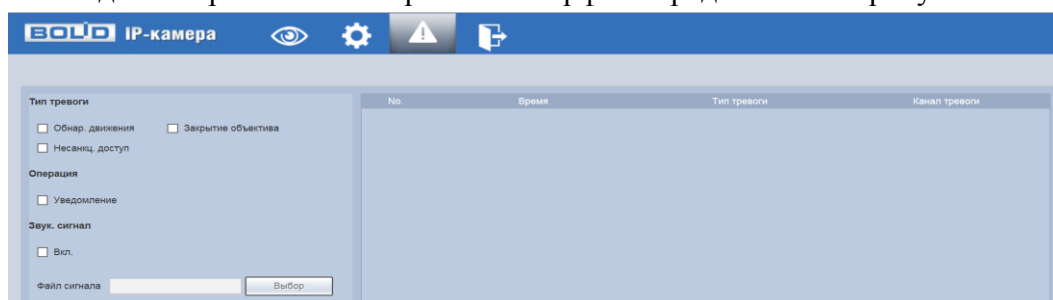 BOLID IP-камера
Тип тревоги
Обнар. движения Закрытие объектива
Несанкц. доступ
Операция
Уведомление
Звук. сигнал
Вкл.
Файл сигнала Выбор
No. Время Тип тревоги Канал тревоги